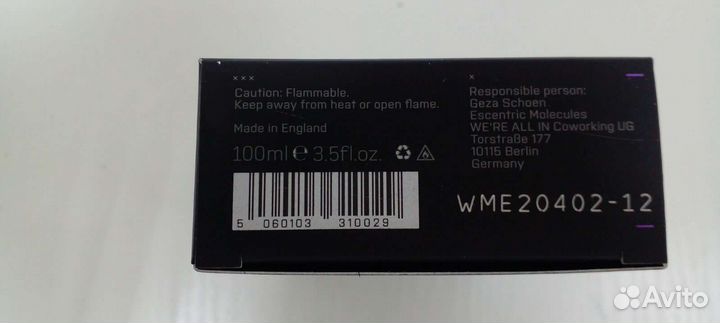 ×××
Caution: Flammable.
Keep away from heat or open flame.
Made in England
100ml ℮ 3.5fl.oz.
5 060103 310029
×
Responsible person:
Geza Schoen
Escentric Molecules
WE'RE ALL IN Coworking UG
Torstraße 177
10115 Berlin
Germany
WME20402-12
Avito